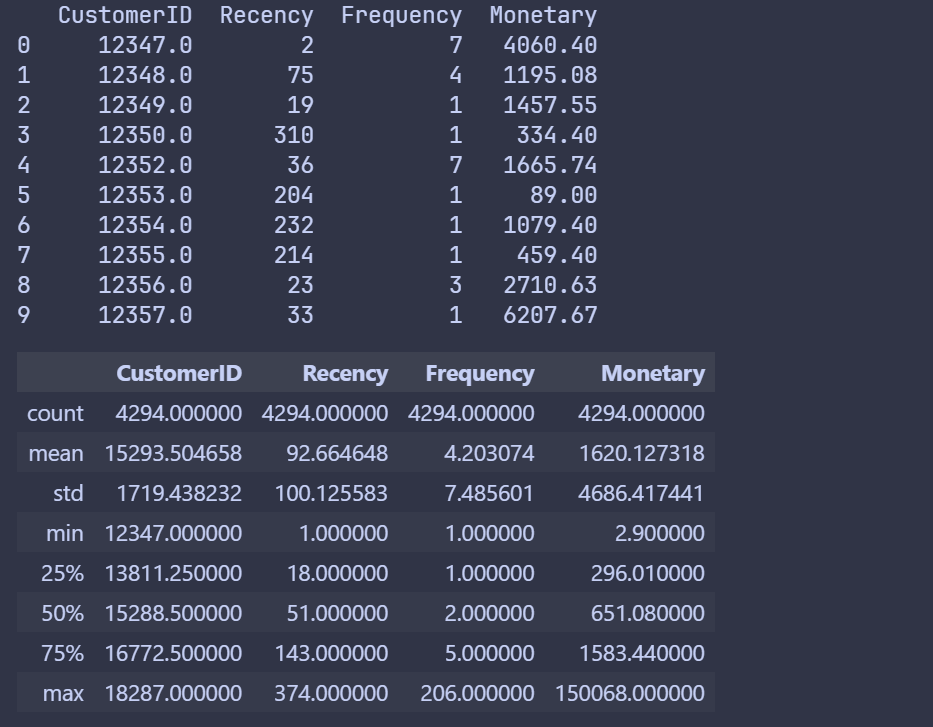 CustomerID Recency Frequency Monetary
0 12347.0 2 7 4060.40
1 12348.0 75 4 1195.08
2 12349.0 19 1 1457.55
3 12350.0 310 1 334.40
4 12352.0 36 7 1665.74
5 12353.0 204 1 89.00
6 12354.0 232 1 1079.40
7 12355.0 214 1 459.40
8 12356.0 23 3 2710.63
9 12357.0 33 1 6207.67
CustomerID Recency Frequency Monetary
count 4294.000000 4294.000000 4294.000000 4294.000000
mean 15293.504658 92.664648 4.203074 1620.127318
std 1719.438232 100.125583 7.485601 4686.417441
min 12347.000000 1.000000 1.000000 2.900000
25% 13811.250000 18.000000 1.000000 296.010000
50% 15288.500000 51.000000 2.000000 651.080000
75% 16772.500000 143.000000 5.000000 1583.440000
max 18287.000000 374.000000 206.000000 150068.000000